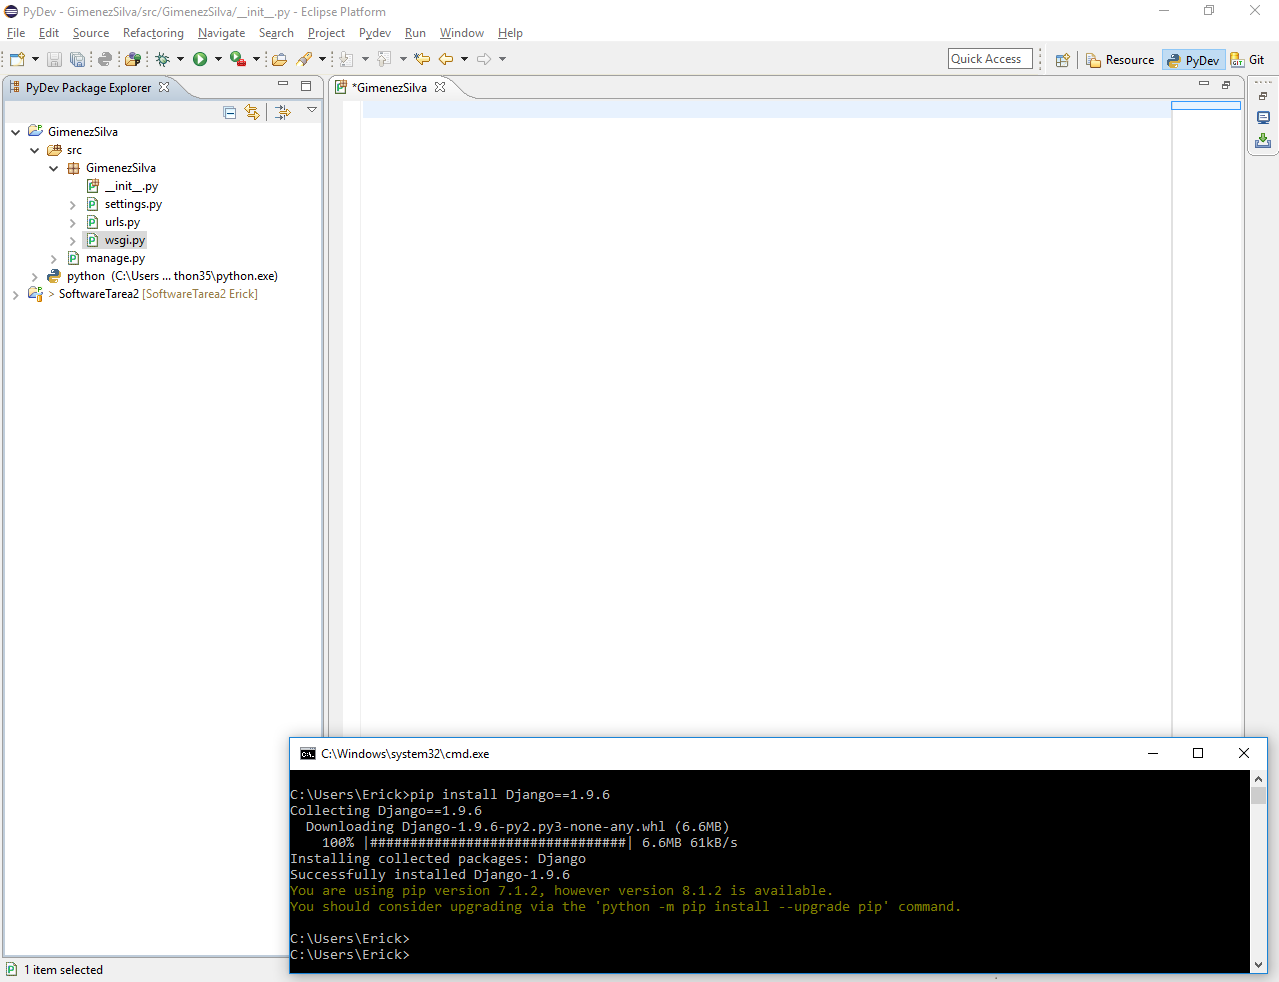 PyDev - GimenezSilva/src/GimenezSilva/__init__.py - Eclipse Platform
File Edit Source Refactoring Navigate Search Project Pydev Run Window Help
Quick Access
Resource
PyDev
Git
PyDev Package Explorer
*GimenezSilva
GimenezSilva
src
GimenezSilva
__init__.py
settings.py
urls.py
wsgi.py
manage.py
python (C:\Users ... thon35\python.exe)
> SoftwareTarea2 [SoftwareTarea2 Erick]
C:\Windows\system32\cmd.exe
C:\Users\Erick>pip install Django==1.9.6
Collecting Django==1.9.6
Downloading Django-1.9.6-py2.py3-none-any.whl (6.6MB)
100% |################################| 6.6MB 61kB/s
Installing collected packages: Django
Successfully installed Django-1.9.6
You are using pip version 7.1.2, however version 8.1.2 is available.
You should consider upgrading via the 'python -m pip install --upgrade pip' command.
C:\Users\Erick>
C:\Users\Erick>
1 item selected